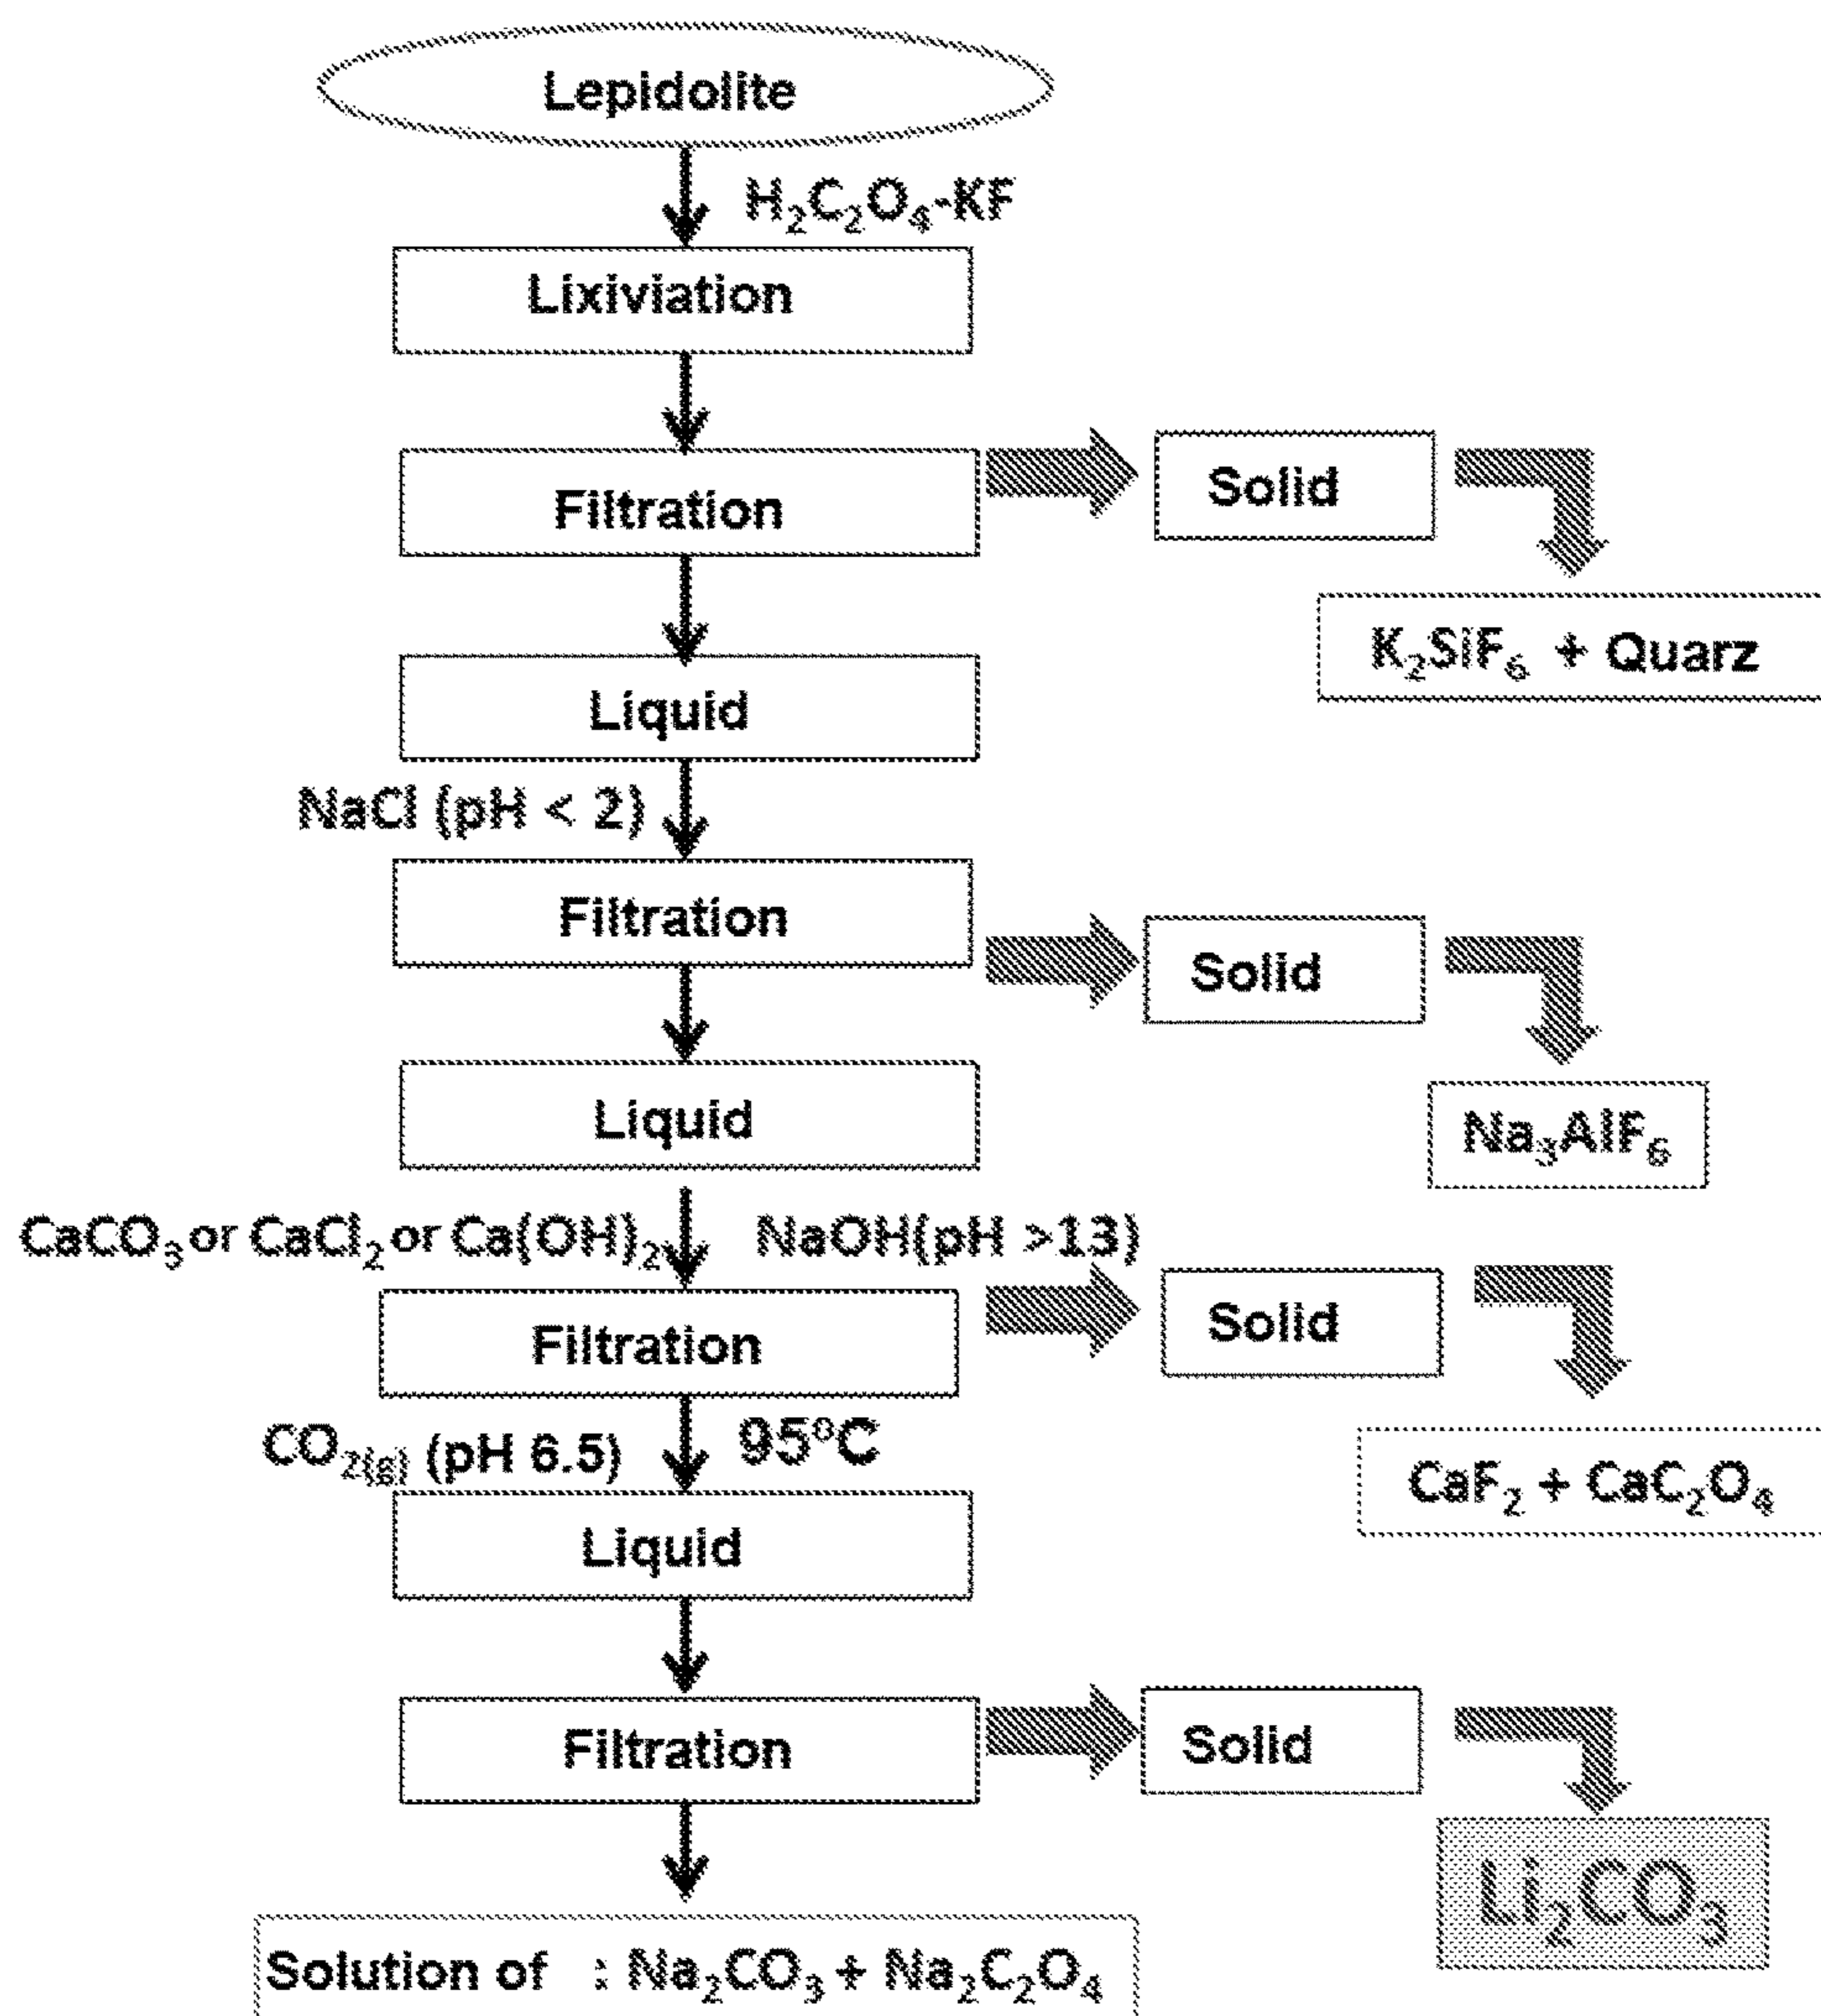 Lepidolite
H₂C₂O₄-KF
Lixiviation
Filtration
Solid
K₂SiF₆ + Quarz
Liquid
NaCl (pH < 2)
Filtration
Solid
Na₃AlF₆
Liquid
CaCO₃ or CaCl₂ or Ca(OH)₂ NaOH(pH >13)
Filtration
Solid
CaF₂ + CaC₂O₄
CO₂(g) (pH 6.5) 95°C
Liquid
Filtration
Solid
Li₂CO₃
Solution of : Na₂CO₃ + Na₂C₂O₄